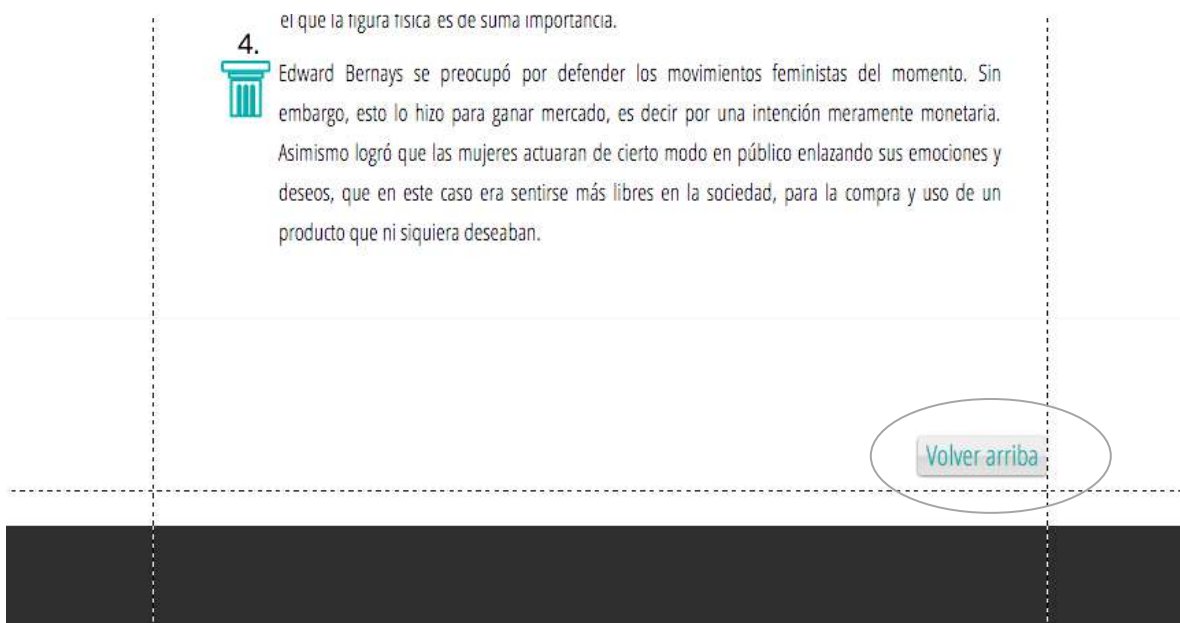 el que la figura física es de suma importancia.
4.
Edward Bernays se preocupó por defender los movimientos feministas del momento. Sin
embargo, esto lo hizo para ganar mercado, es decir por una intención meramente monetaria.
Asimismo logró que las mujeres actuaran de cierto modo en público enlazando sus emociones y
deseos, que en este caso era sentirse más libres en la sociedad, para la compra y uso de un
producto que ni siquiera deseaban.
Volver arriba